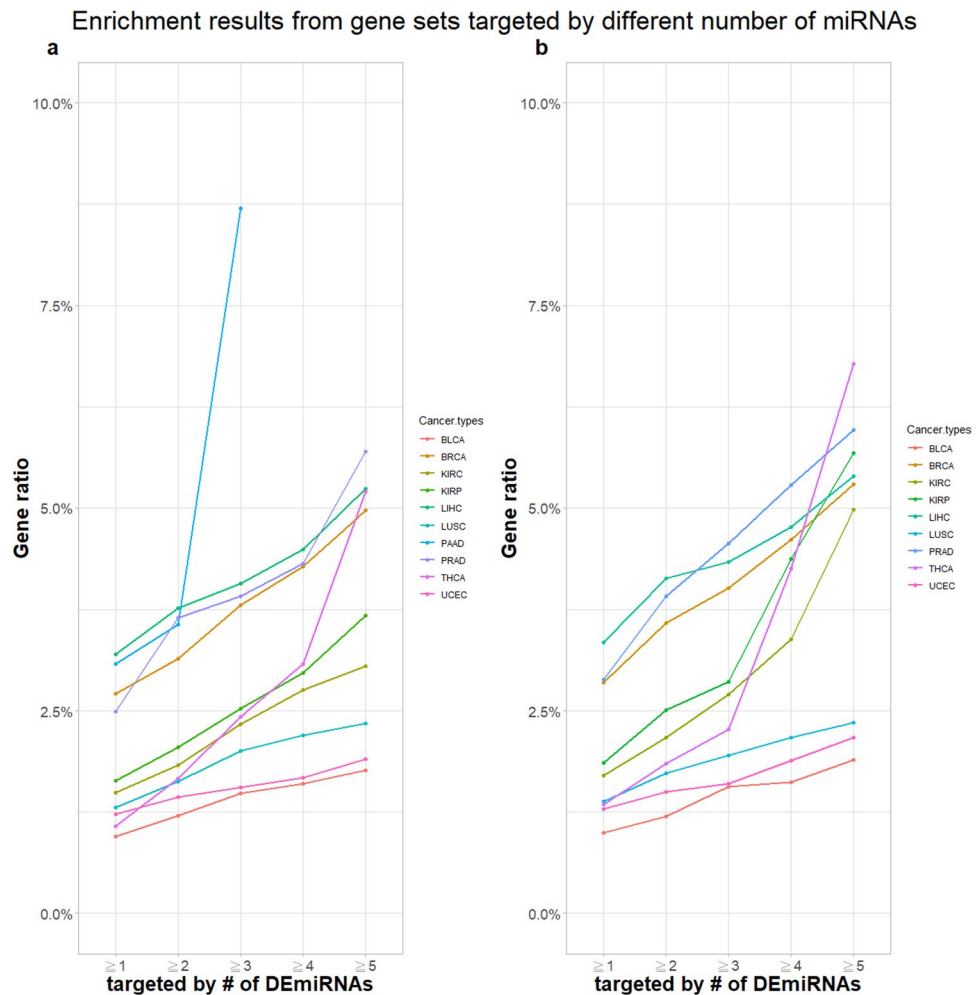 Enrichment results from gene sets targeted by different number of miRNAs
a
10.0%
7.5%
5.0%
2.5%
0.0%
Gene ratio
≧1 ≧2 ≧3 ≧4 ≧5
targeted by # of DEmiRNAs
Cancer.types
BLCA
BRCA
KIRC
KIRP
LIHC
LUSC
PAAD
PRAD
THCA
UCEC
b
10.0%
7.5%
5.0%
2.5%
0.0%
Gene ratio
≧1 ≧2 ≧3 ≧4 ≧5
targeted by # of DEmiRNAs
Cancer.types
BLCA
BRCA
KIRC
KIRP
LIHC
LUSC
PRAD
THCA
UCEC